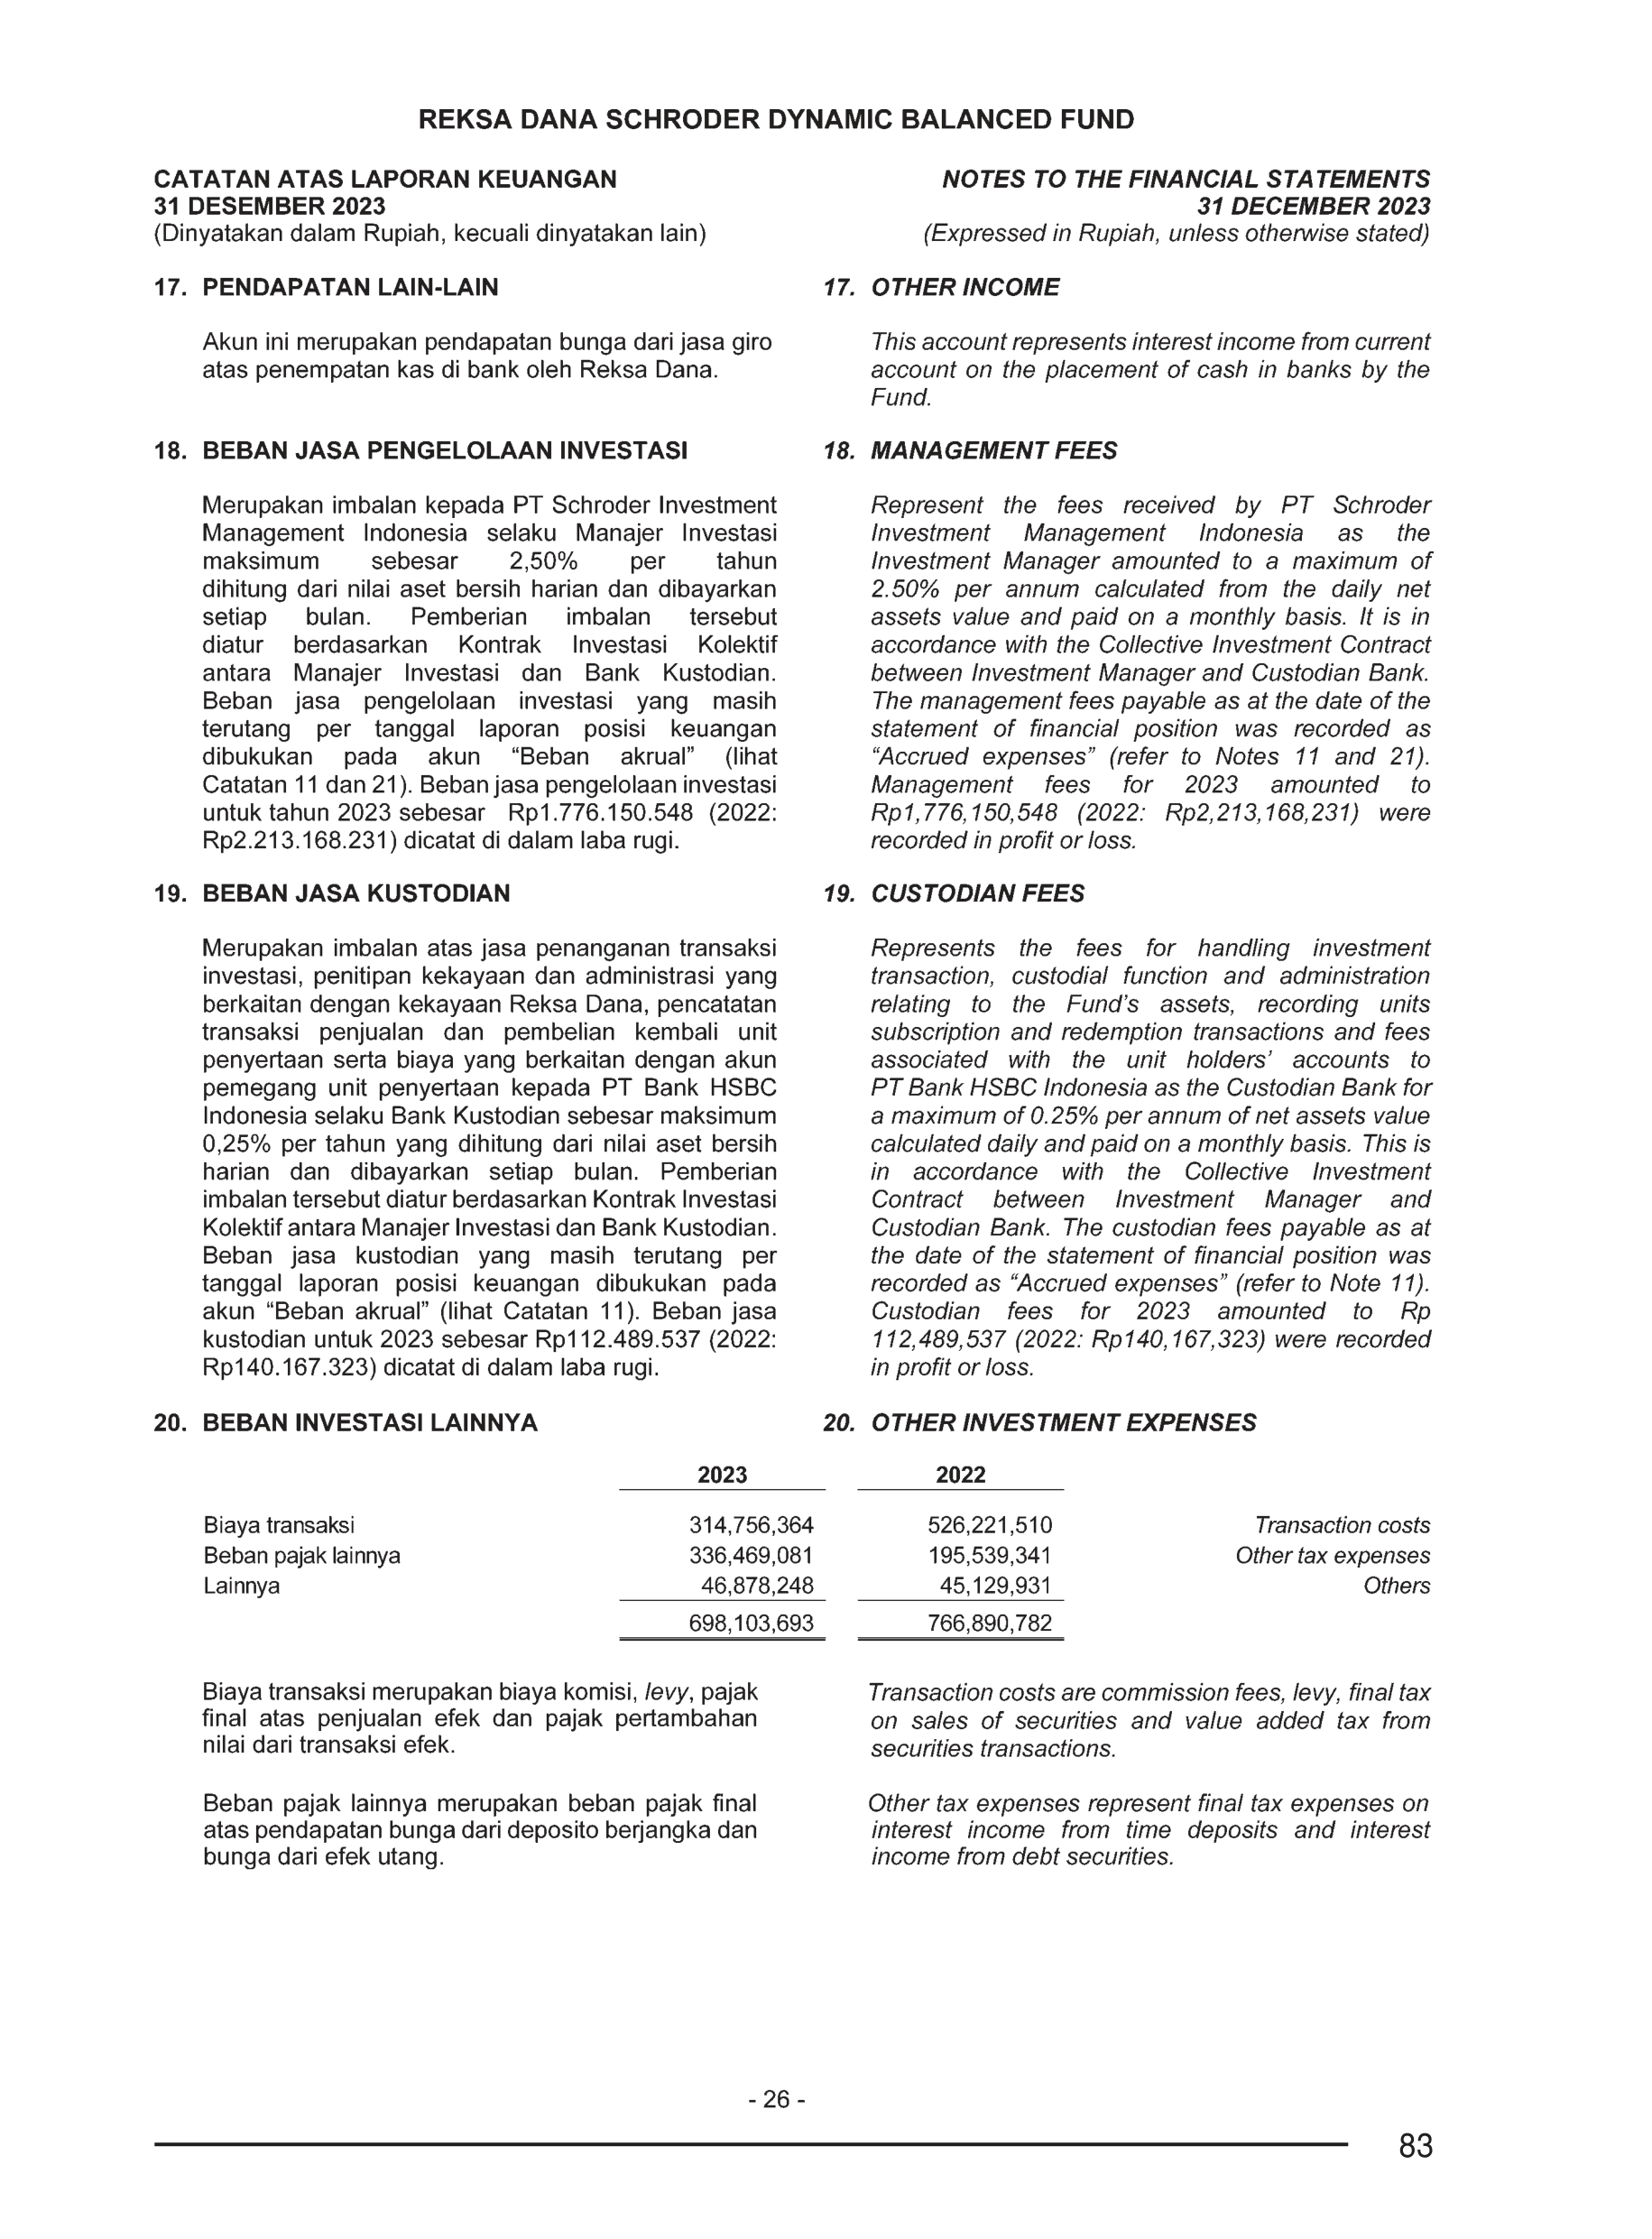 REKSA DANA SCHRODER DYNAMIC BALANCED FUND
CATATAN ATAS LAPORAN KEUANGAN
31 DESEMBER 2023
(Dinyatakan dalam Rupiah, kecuali dinyatakan lain)
NOTES TO THE FINANCIAL STATEMENTS
31 DECEMBER 2023
(Expressed in Rupiah, unless otherwise stated)
17. PENDAPATAN LAIN-LAIN
Akun ini merupakan pendapatan bunga dari jasa giro
atas penempatan kas di bank oleh Reksa Dana.
17. OTHER INCOME
This account represents interest income from current
account on the placement of cash in banks by the
Fund.
18. BEBAN JASA PENGELOLAAN INVESTASI
Merupakan imbalan kepada PT Schroder Investment
Management Indonesia selaku Manajer Investasi
maksimum sebesar 2,50% per tahun
dihitung dari nilai aset bersih harian dan dibayarkan
setiap bulan. Pemberian imbalan tersebut
diatur berdasarkan Kontrak Investasi Kolektif
antara Manajer Investasi dan Bank Kustodian.
Beban jasa pengelolaan investasi yang masih
terutang per tanggal laporan posisi keuangan
dibukukan pada akun “Beban akrual” (lihat
Catatan 11 dan 21). Beban jasa pengelolaan investasi
untuk tahun 2023 sebesar Rp1.776.150.548 (2022:
Rp2.213.168.231) dicatat di dalam laba rugi.
18. MANAGEMENT FEES
Represent the fees received by PT Schroder
Investment Management Indonesia as the
Investment Manager amounted to a maximum of
2.50% per annum calculated from the daily net
assets value and paid on a monthly basis. It is in
accordance with the Collective Investment Contract
between Investment Manager and Custodian Bank.
The management fees payable as at the date of the
statement of financial position was recorded as
“Accrued expenses” (refer to Notes 11 and 21).
Management fees for 2023 amounted to
Rp1,776,150,548 (2022: Rp2,213,168,231) were
recorded in profit or loss.
19. BEBAN JASA KUSTODIAN
Merupakan imbalan atas jasa penanganan transaksi
investasi, penitipan kekayaan dan administrasi yang
berkaitan dengan kekayaan Reksa Dana, pencatatan
transaksi penjualan dan pembelian kembali unit
penyertaan serta biaya yang berkaitan dengan akun
pemegang unit penyertaan kepada PT Bank HSBC
Indonesia selaku Bank Kustodian sebesar maksimum
0,25% per tahun yang dihitung dari nilai aset bersih
harian dan dibayarkan setiap bulan. Pemberian
imbalan tersebut diatur berdasarkan Kontrak Investasi
Kolektif antara Manajer Investasi dan Bank Kustodian.
Beban jasa kustodian yang masih terutang per
tanggal laporan posisi keuangan dibukukan pada
akun “Beban akrual” (lihat Catatan 11). Beban jasa
kustodian untuk 2023 sebesar Rp112.489.537 (2022:
Rp140.167.323) dicatat di dalam laba rugi.
19. CUSTODIAN FEES
Represents the fees for handling investment
transaction, custodial function and administration
relating to the Fund’s assets, recording units
subscription and redemption transactions and fees
associated with the unit holders’ accounts to
PT Bank HSBC Indonesia as the Custodian Bank for
a maximum of 0.25% per annum of net assets value
calculated daily and paid on a monthly basis. This is
in accordance with the Collective Investment
Contract between Investment Manager and
Custodian Bank. The custodian fees payable as at
the date of the statement of financial position was
recorded as “Accrued expenses” (refer to Note 11).
Custodian fees for 2023 amounted to Rp
112,489,537 (2022: Rp140,167,323) were recorded
in profit or loss.
20. BEBAN INVESTASI LAINNYA
20. OTHER INVESTMENT EXPENSES
2023 2022
Biaya transaksi 314,756,364 526,221,510 Transaction costs
Beban pajak lainnya 336,469,081 195,539,341 Other tax expenses
Lainnya 46,878,248 45,129,931 Others
698,103,693 766,890,782
Biaya transaksi merupakan biaya komisi, levy, pajak
final atas penjualan efek dan pajak pertambahan
nilai dari transaksi efek.
Transaction costs are commission fees, levy, final tax
on sales of securities and value added tax from
securities transactions.
Beban pajak lainnya merupakan beban pajak final
atas pendapatan bunga dari deposito berjangka dan
bunga dari efek utang.
Other tax expenses represent final tax expenses on
interest income from time deposits and interest
income from debt securities.
- 26 -
83